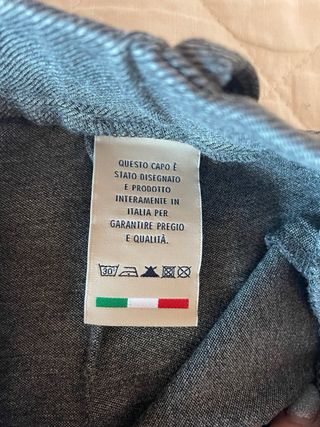 QUESTO CAPO È
STATO DISEGNATO
E PRODOTTO
INTERAMENTE IN
ITALIA PER
GARANTIRE PREGIO
E QUALITÀ.
30°